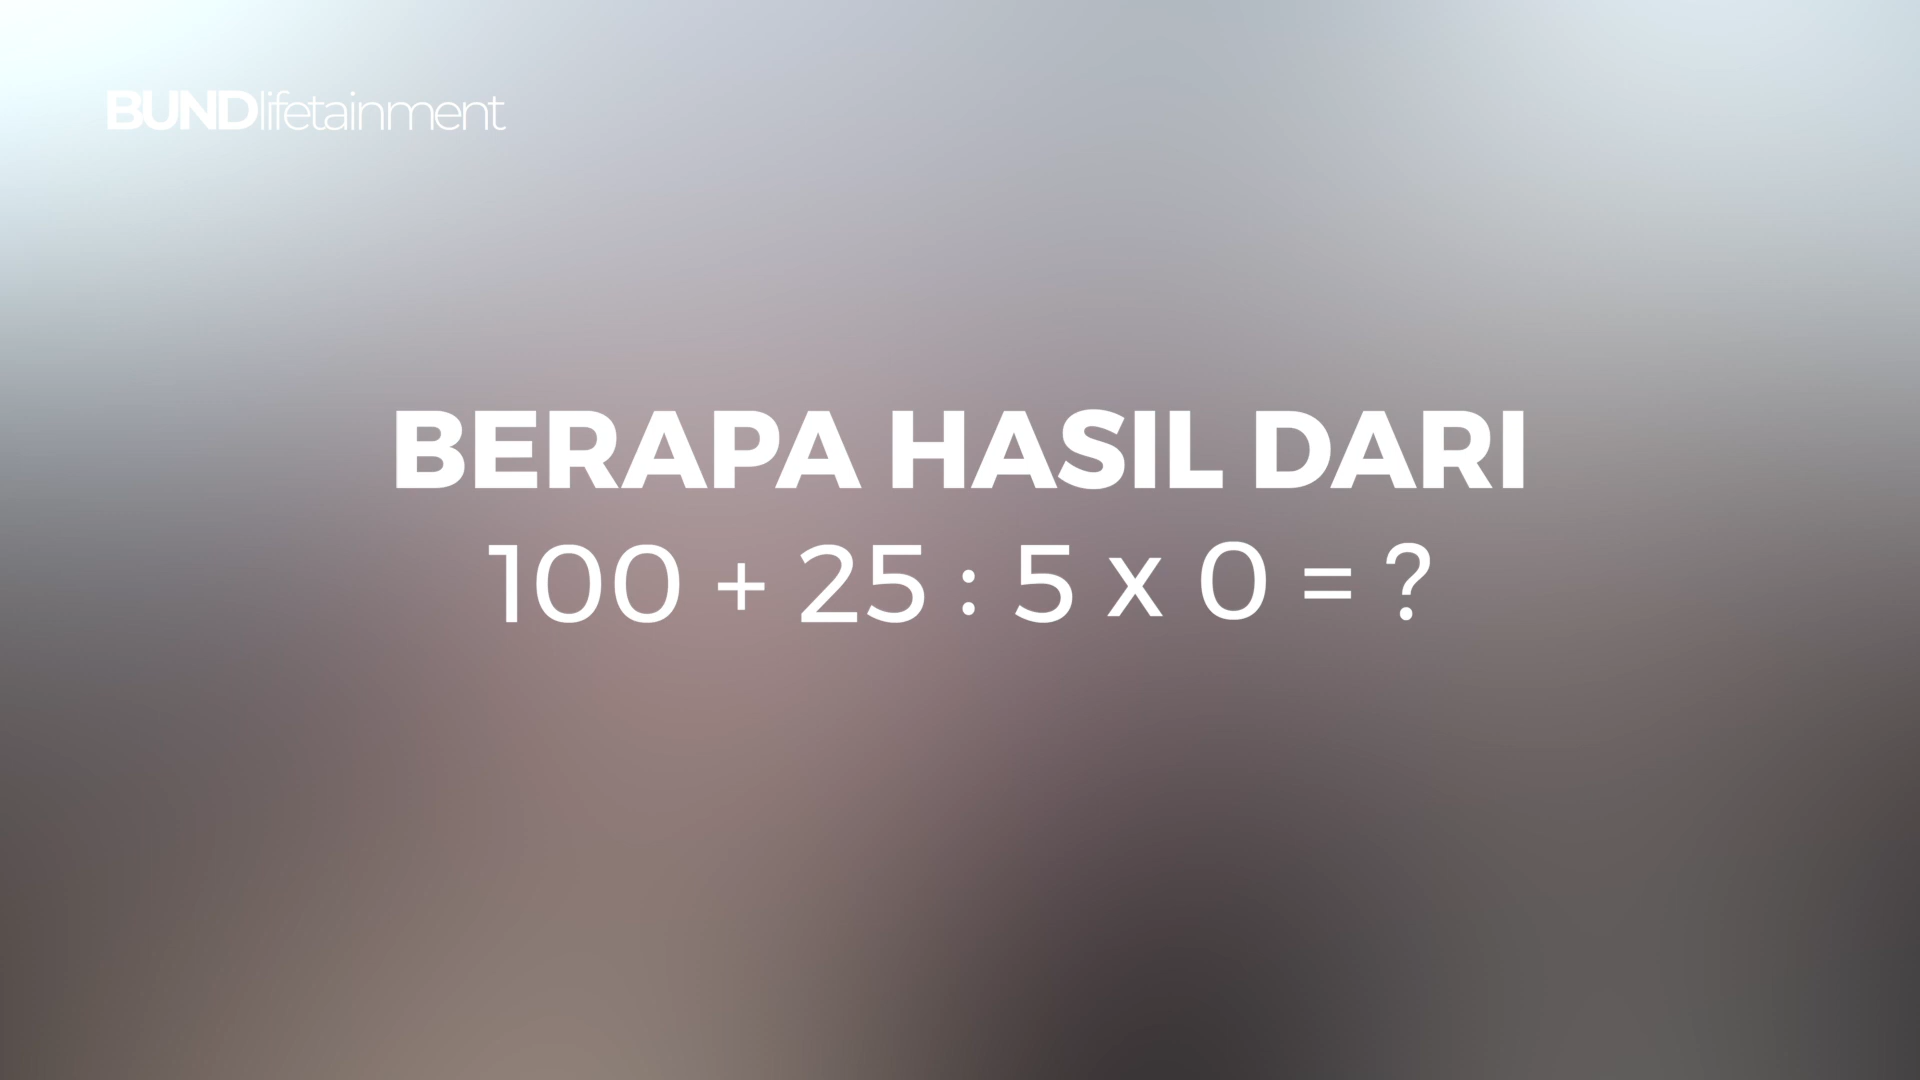 BUNDlifetainment
BERAPA HASIL DARI
100 + 25 : 5 x 0 = ?